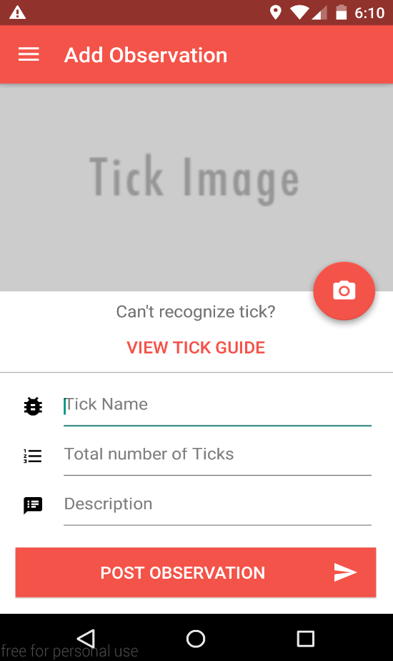 6:10
Add Observation
Tick Image
Can't recognize tick?
VIEW TICK GUIDE
Tick Name
Total number of Ticks
Description
POST OBSERVATION
free for personal use